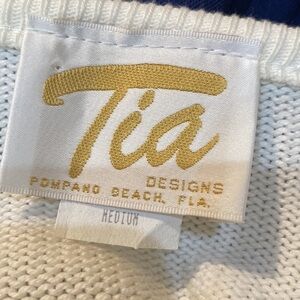 Tia
DESIGNS
POMPANO BEACH, FLA.
MEDIUM